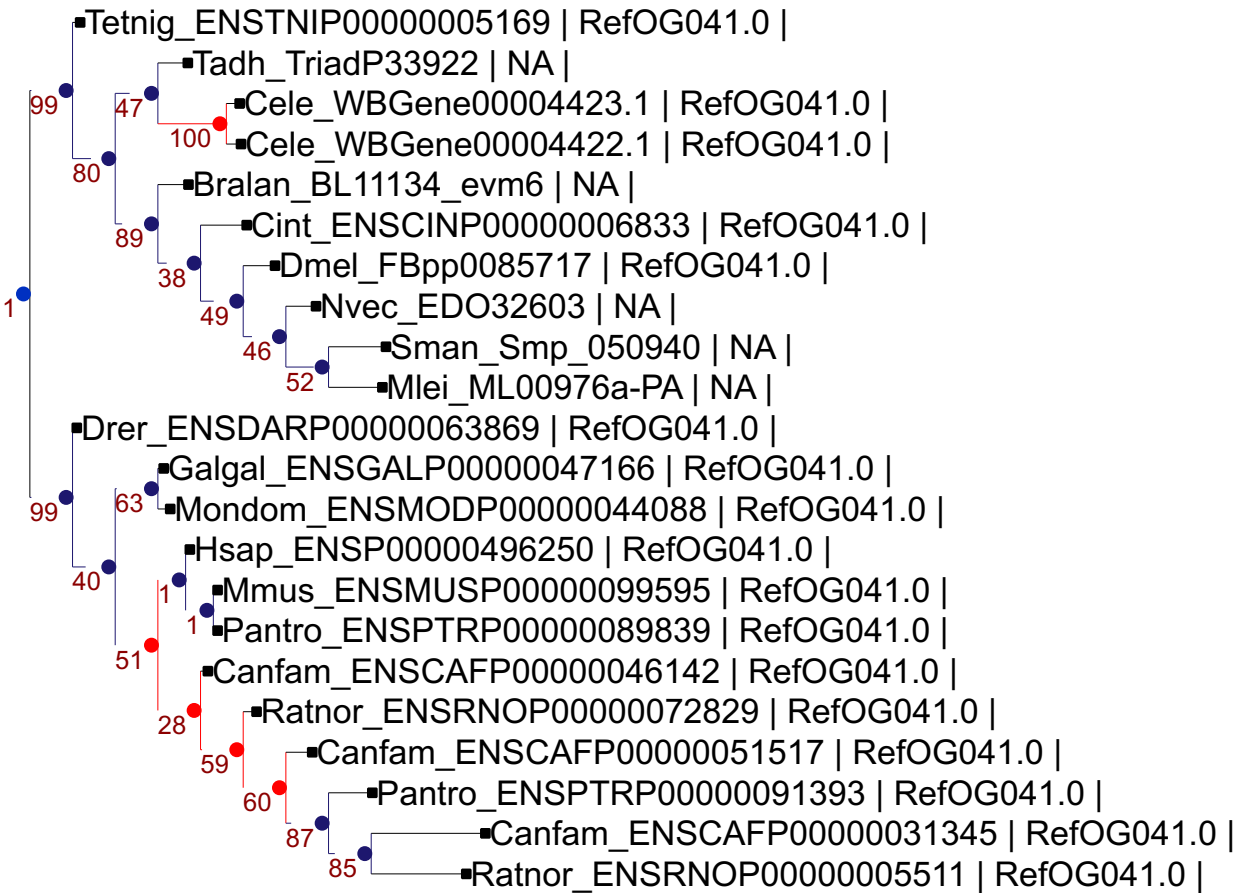 Tetnig_ENSTNIP00000005169 | RefOG041.0 |
Tadh_TriadP33922 | NA |
99
47
Cele_WBGene00004423.1 | RefOG041.0 |
100
Cele_WBGene00004422.1 | RefOG041.0 |
80
Bralan_BL11134_evm6 | NA |
Cint_ENSCINP00000006833 | RefOG041.0 |
89
Dmel_FBpp0085717 | RefOG041.0 |
38
1
Nvec_EDO32603 | NA |
49
Sman_Smp_050940 | NA |
46
52
Mlei_ML00976a-PA | NA |
Drer_ENSDARP00000063869 | RefOG041.0 |
Galgal_ENSGALP00000047166 | RefOG041.0 |
63
99
Mondom_ENSMODP00000044088 | RefOG041.0 |
Hsap_ENSP00000496250 | RefOG041.0 |
40
1
Mmus_ENSMUSP00000099595 | RefOG041.0 |
1
Pantro_ENSPTRP00000089839 | RefOG041.0 |
51
Canfam_ENSCAFP00000046142 | RefOG041.0 |
Ratnor_ENSRNOP00000072829 | RefOG041.0 |
28
Canfam_ENSCAFP00000051517 | RefOG041.0 |
59
Pantro_ENSPTRP00000091393 | RefOG041.0 |
60
Canfam_ENSCAFP00000031345 | RefOG041.0 |
87
85
Ratnor_ENSRNOP00000005511 | RefOG041.0 |